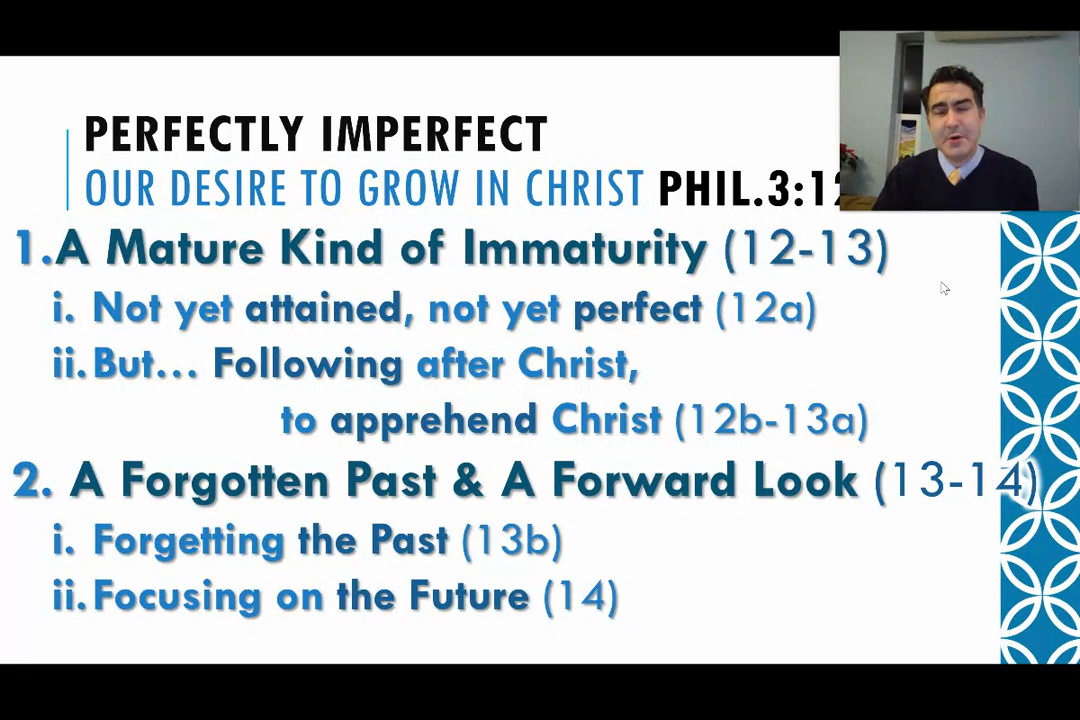 PERFECTLY IMPERFECT
OUR DESIRE TO GROW IN CHRIST PHIL.3:12
1.A Mature Kind of Immaturity (12-13)
i. Not yet attained, not yet perfect (12a)
ii. But... Following after Christ,
to apprehend Christ (12b-13a)
2. A Forgotten Past & A Forward Look (13-14)
i. Forgetting the Past (13b)
ii. Focusing on the Future (14)